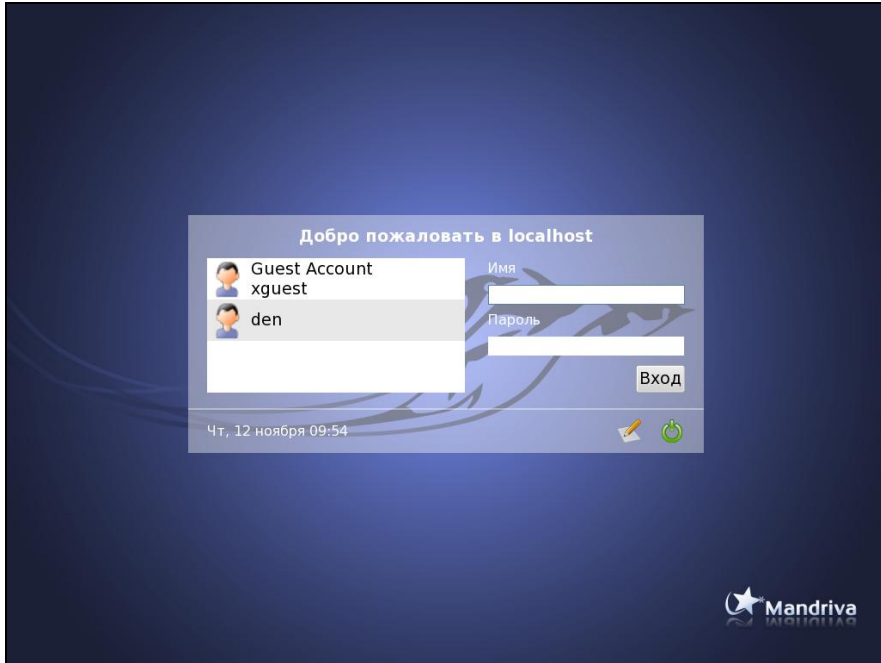 Добро пожаловать в localhost
Guest Account
xguest
den
Имя
Пароль
Вход
Чт, 12 ноября 09:54
Mandriva